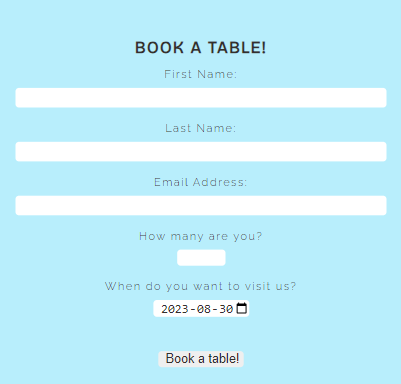 BOOK A TABLE!
First Name:
Last Name:
Email Address:
How many are you?
When do you want to visit us?
2023-08-30
Book a table!